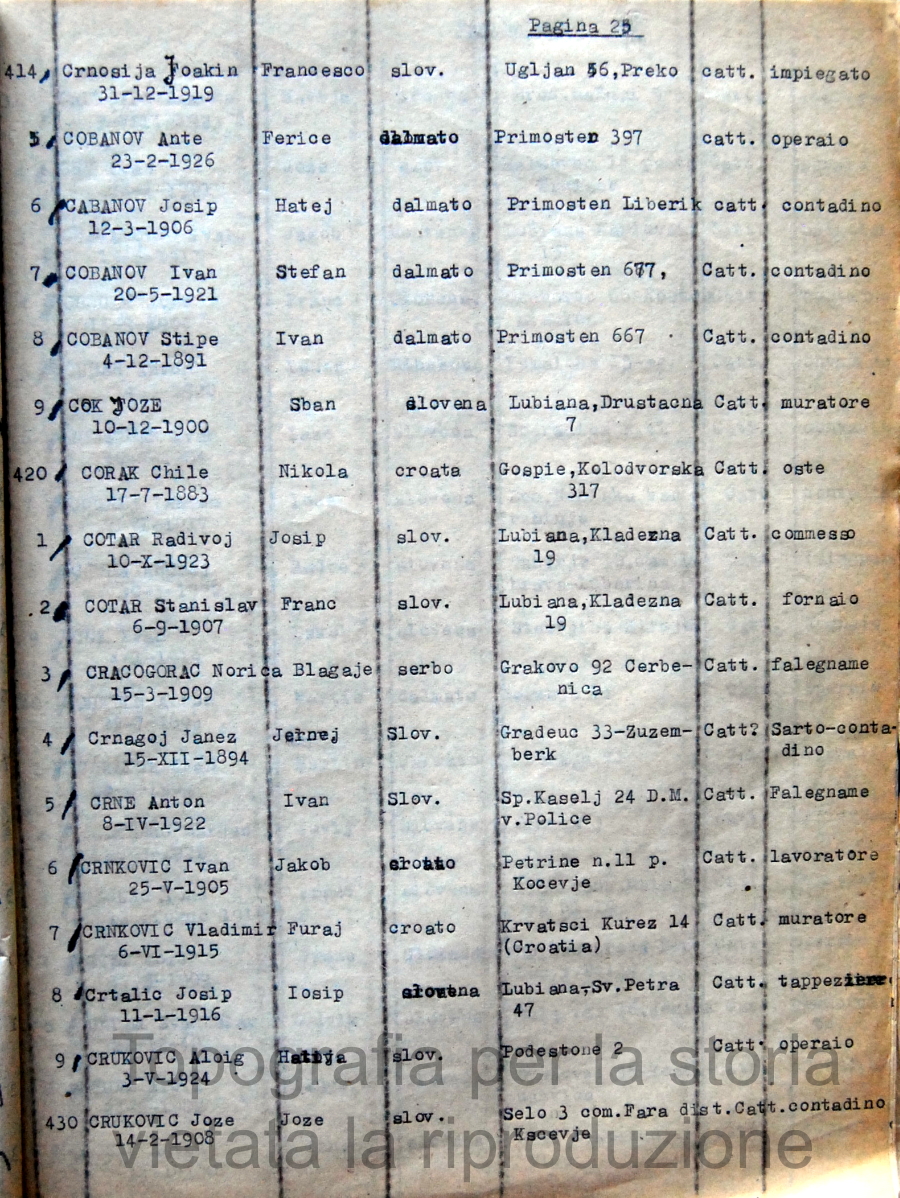 Pagina 25
414, Crnosija Joakin Francesco slov. Ugljan 56,Preko catt. impiegato
31-12-1919
5, COBANOV Ante Ferice dalmato Primosten 397 catt. operaio
23-2-1926
6 CABANOV Josip Hatej dalmato Primosten Liberik catt. contadino
12-3-1906
7, COBANOV Ivan Stefan dalmato Primosten 677, Catt. contadino
20-5-1921
8 COBANOV Stipe Ivan dalmato Primosten 667 Catt. contadino
4-12-1891
9, COK JOZE Sban slovena Lubiana,Drustacna Catt. muratore
10-12-1900 7
420 CORAK Chile Nikola croata Gospie,Kolodvorska Catt. oste
17-7-1883 317
1, COTAR Radivoj Josip slov. Lubiana,Kladezna Catt. commesso
10-X-1923 19
.2, COTAR Stanislav Franc slov. Lubiana,Kladezna Catt. fornaio
6-9-1907 19
3, CRACOGORAC Norica Blagaje serbo Grakovo 92 Cerbe- Catt. falegname
15-3-1909 nica
4, Crnagoj Janez Jernej Slov. Gradeuc 33-Zuzem- Catt? Sarto-conta-
15-XII-1894 berk dino
5, CRNE Anton Ivan Slov. Sp.Kaselj 24 D.M. Catt. Falegname
8-IV-1922 v.Police
6 CRNKOVIC Ivan Jakob croato Petrine n.11 p. Catt. lavoratore
25-V-1905 Kocevje
7 CRNKOVIC Vladimir Furaj croato Krvatsci Kurez 14 Catt. muratore
6-VI-1915 (Croatia)
8 Crtalic Josip Iosip slovena Lubiana-Sv.Petra Catt. tappeziere
11-1-1916 47
9, CRUKOVIC Aloig slov. Podestone 2 Catt. operaio
3-V-1924
430 CRUKOVIC Joze Joze slov. Selo 3 com.Fara dist.Catt.contadino
14-2-1908 Kscevje
Topografia per la storia
vietata la riproduzione